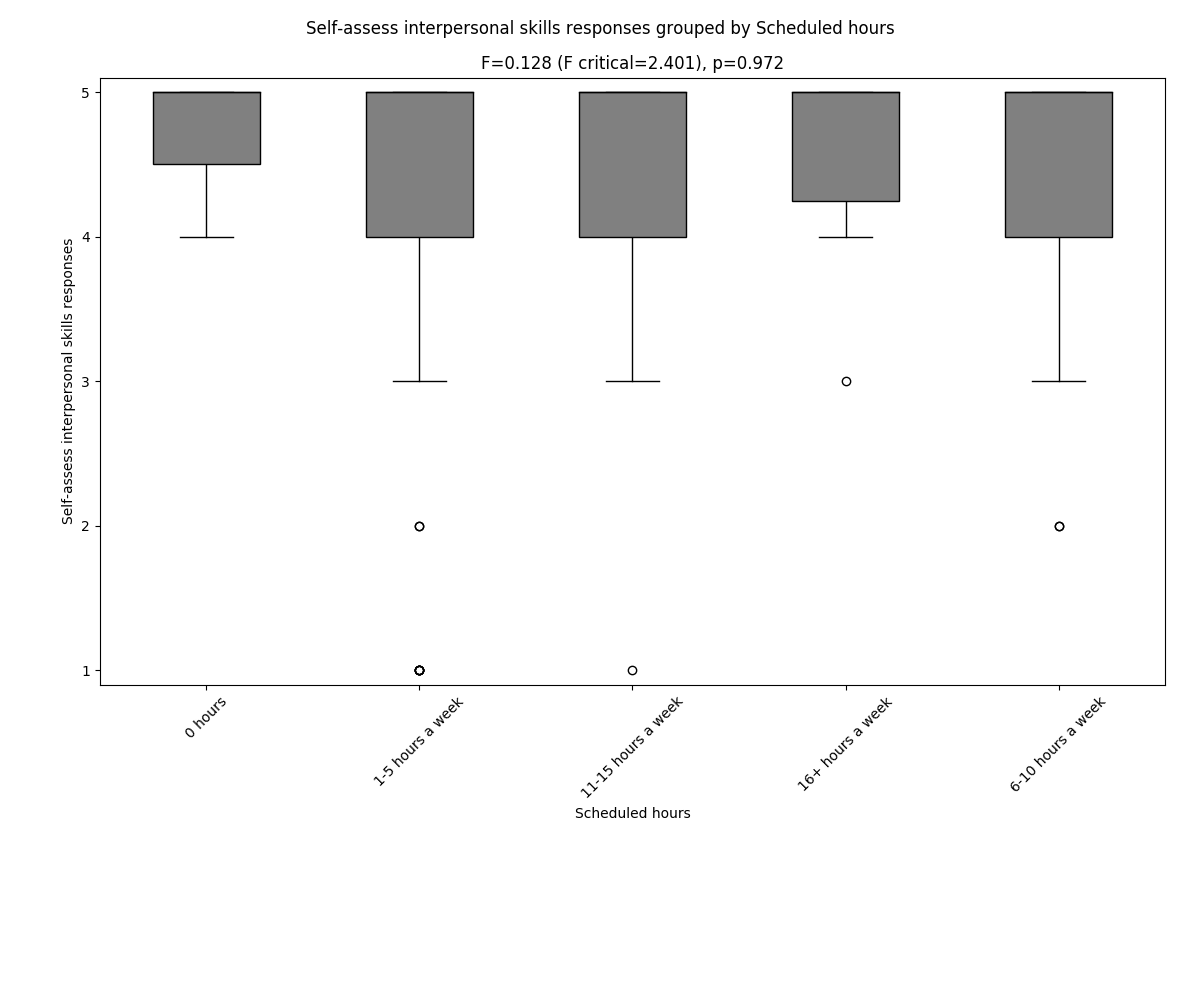 Self-assess interpersonal skills responses grouped by Scheduled hours
F=0.128 (F critical=2.401), p=0.972
Self-assess interpersonal skills responses
5
4
3
2
1
0 hours
1-5 hours a week
11-15 hours a week
16+ hours a week
6-10 hours a week
Scheduled hours